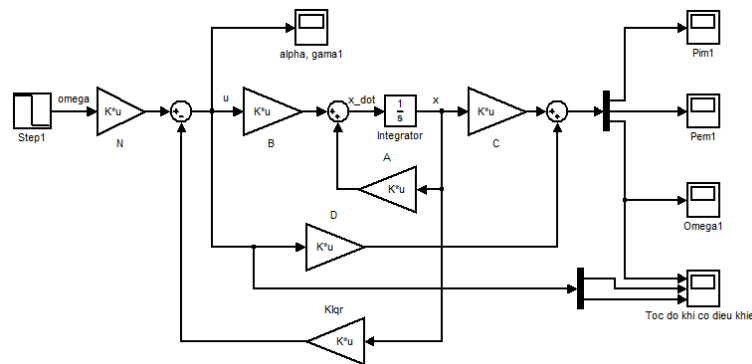 alpha, gama1
Pim1
omega
u
x_dot
x
Step1
K*u
N
K*u
B
1
s
Integrator
K*u
C
Pem1
A
K*u
D
K*u
Omega1
Klqr
K*u
Toc do khi co dieu khie